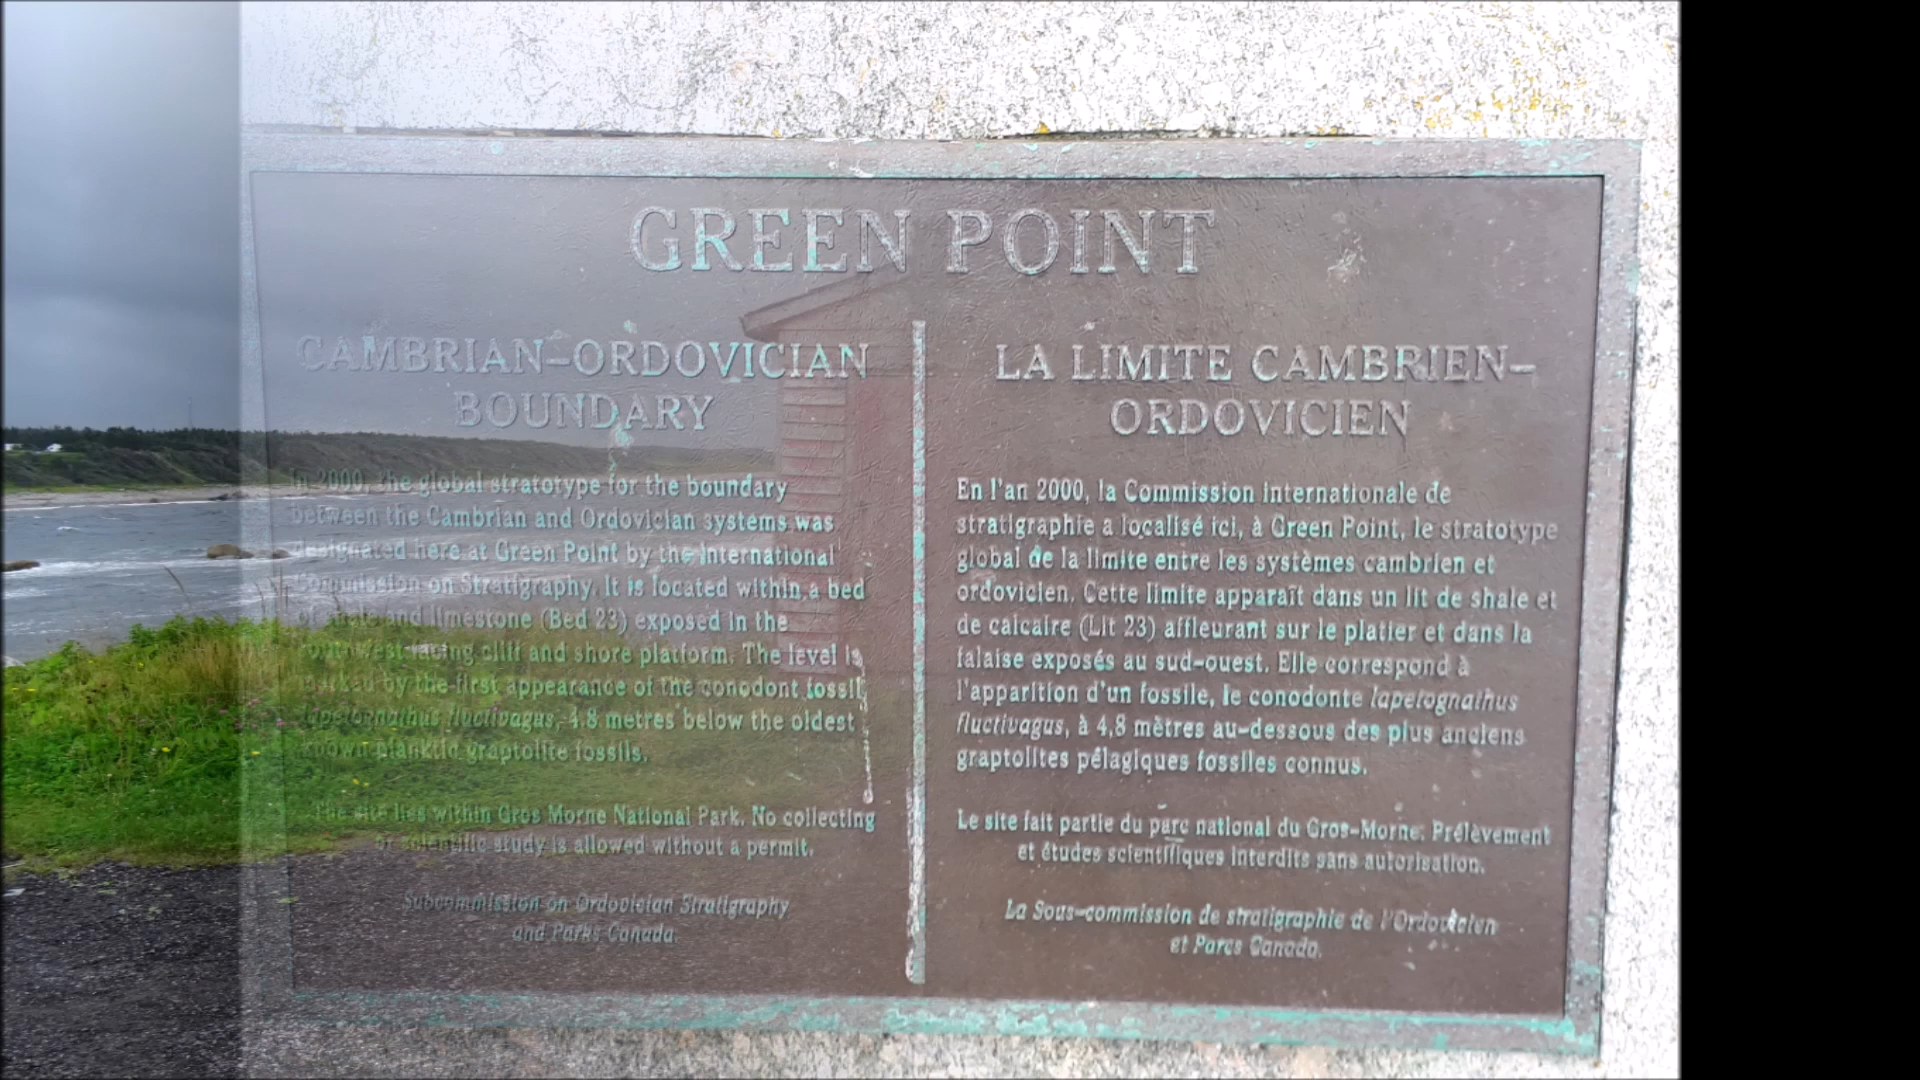 GREEN POINT
CAMBRIAN-ORDOVICIAN
BOUNDARY
In 2000, the global stratotype for the boundary
between the Cambrian and Ordovician systems was
designated here at Green Point by the International
Commission on Stratigraphy. It is located within a bed
of shale and limestone (Bed 23) exposed in the
southwest-facing cliff and shore platform. The level is
marked by the first appearance of the conodont fossil
Iapetognathus fluctivagus, 4.8 metres below the oldest
known planktic graptolite fossils.
The site lies within Gros Morne National Park. No collecting
or scientific study is allowed without a permit.
Subcommission on Ordovician Stratigraphy
and Parks Canada.
LA LIMITE CAMBRIEN-
ORDOVICIEN
En l'an 2000, la Commission internationale de
stratigraphie a localisé ici, à Green Point, le stratotype
global de la limite entre les systèmes cambrien et
ordovicien. Cette limite apparaît dans un lit de shale et
de calcaire (Lit 23) affleurant sur le platier et dans la
falaise exposés au sud-ouest. Elle correspond à
l'apparition d'un fossile, le conodonte Iapetognathus
fluctivagus, à 4,8 mètres au-dessous des plus anciens
graptolites pélagiques fossiles connus.
Le site fait partie du parc national du Gros-Morne. Prélèvement
et études scientifiques interdits sans autorisation.
La Sous-commission de stratigraphie de l'Ordovicien
et Parcs Canada.